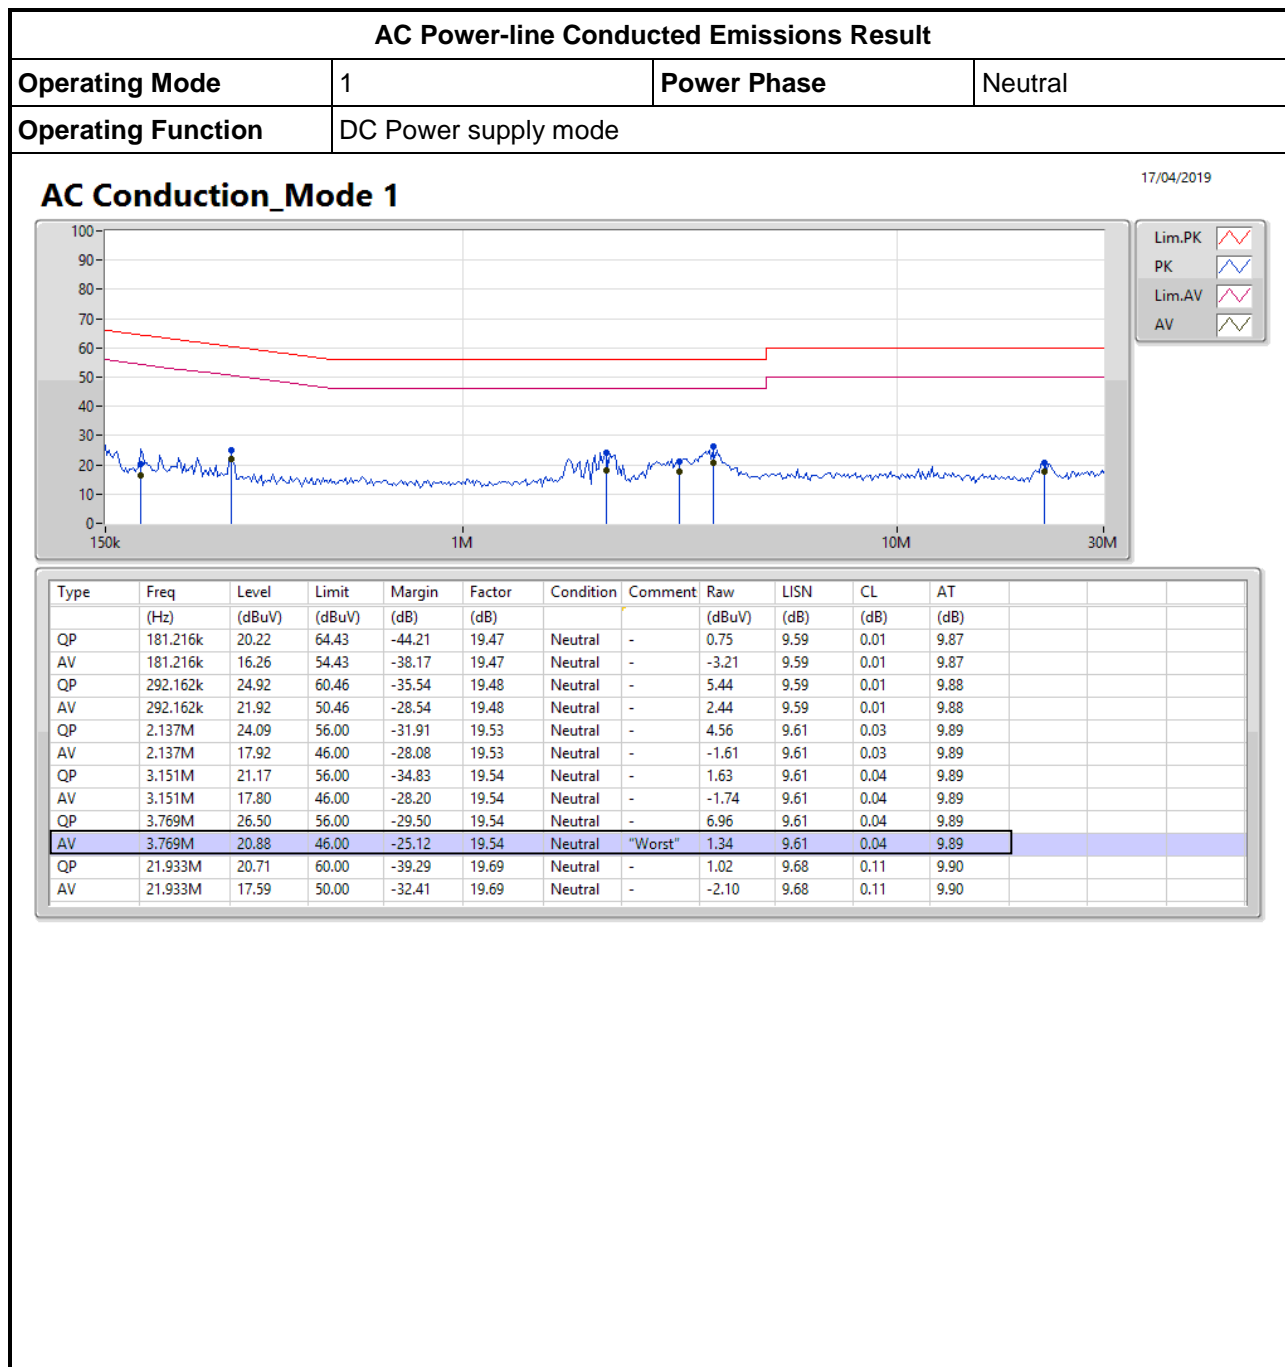 AC Power-line Conducted Emissions Result
Operating Mode 1 Power Phase Neutral
Operating Function DC Power supply mode
17/04/2019
AC Conduction_Mode 1
100
90
80
70
60
50
40
30
20
10
0
150k 1M 10M 30M
Lim.PK
PK
Lim.AV
AV
Type Freq Level Limit Margin Factor Condition Comment Raw LISN CL AT
(Hz) (dBuV) (dBuV) (dB) (dB) (dBuV) (dB) (dB) (dB)
QP 181.216k 20.22 64.43 -44.21 19.47 Neutral - 0.75 9.59 0.01 9.87
AV 181.216k 16.26 54.43 -38.17 19.47 Neutral - -3.21 9.59 0.01 9.87
QP 292.162k 24.92 60.46 -35.54 19.48 Neutral - 5.44 9.59 0.01 9.88
AV 292.162k 21.92 50.46 -28.54 19.48 Neutral - 2.44 9.59 0.01 9.88
QP 2.137M 24.09 56.00 -31.91 19.53 Neutral - 4.56 9.61 0.03 9.89
AV 2.137M 17.92 46.00 -28.08 19.53 Neutral - -1.61 9.61 0.03 9.89
QP 3.151M 21.17 56.00 -34.83 19.54 Neutral - 1.63 9.61 0.04 9.89
AV 3.151M 17.80 46.00 -28.20 19.54 Neutral - -1.74 9.61 0.04 9.89
QP 3.769M 26.50 56.00 -29.50 19.54 Neutral - 6.96 9.61 0.04 9.89
AV 3.769M 20.88 46.00 -25.12 19.54 Neutral "Worst" 1.34 9.61 0.04 9.89
QP 21.933M 20.71 60.00 -39.29 19.69 Neutral - 1.02 9.68 0.11 9.90
AV 21.933M 17.59 50.00 -32.41 19.69 Neutral - -2.10 9.68 0.11 9.90